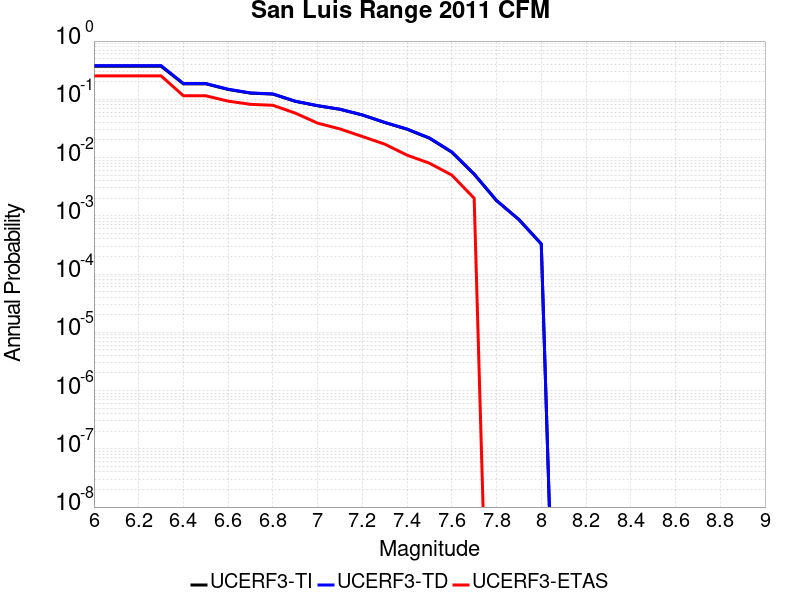 San Luis Range 2011 CFM
10^0
10^-1
10^-2
10^-3
10^-4
10^-5
10^-6
10^-7
10^-8
Annual Probability
6 6.2 6.4 6.6 6.8 7 7.2 7.4 7.6 7.8 8 8.2 8.4 8.6 8.8 9
Magnitude
UCERF3-TI UCERF3-TD UCERF3-ETAS